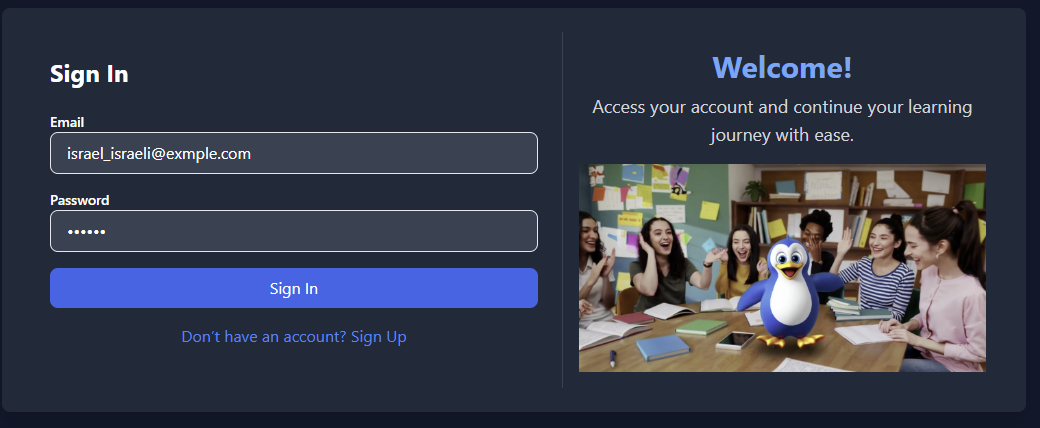 Sign In
Email
israel_israeli@exmple.com
Password
••••••
Sign In
Don't have an account? Sign Up
Welcome!
Access your account and continue your learning
journey with ease.